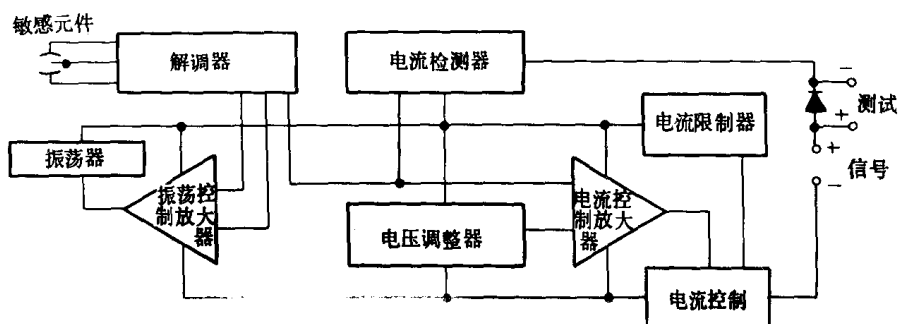 敏感元件
解调器
电流检测器
−
测试
+
电流限制器
+
信号
−
振荡器
振荡控
制放大
器
电流控
制放大
器
电压调整器
电流控制